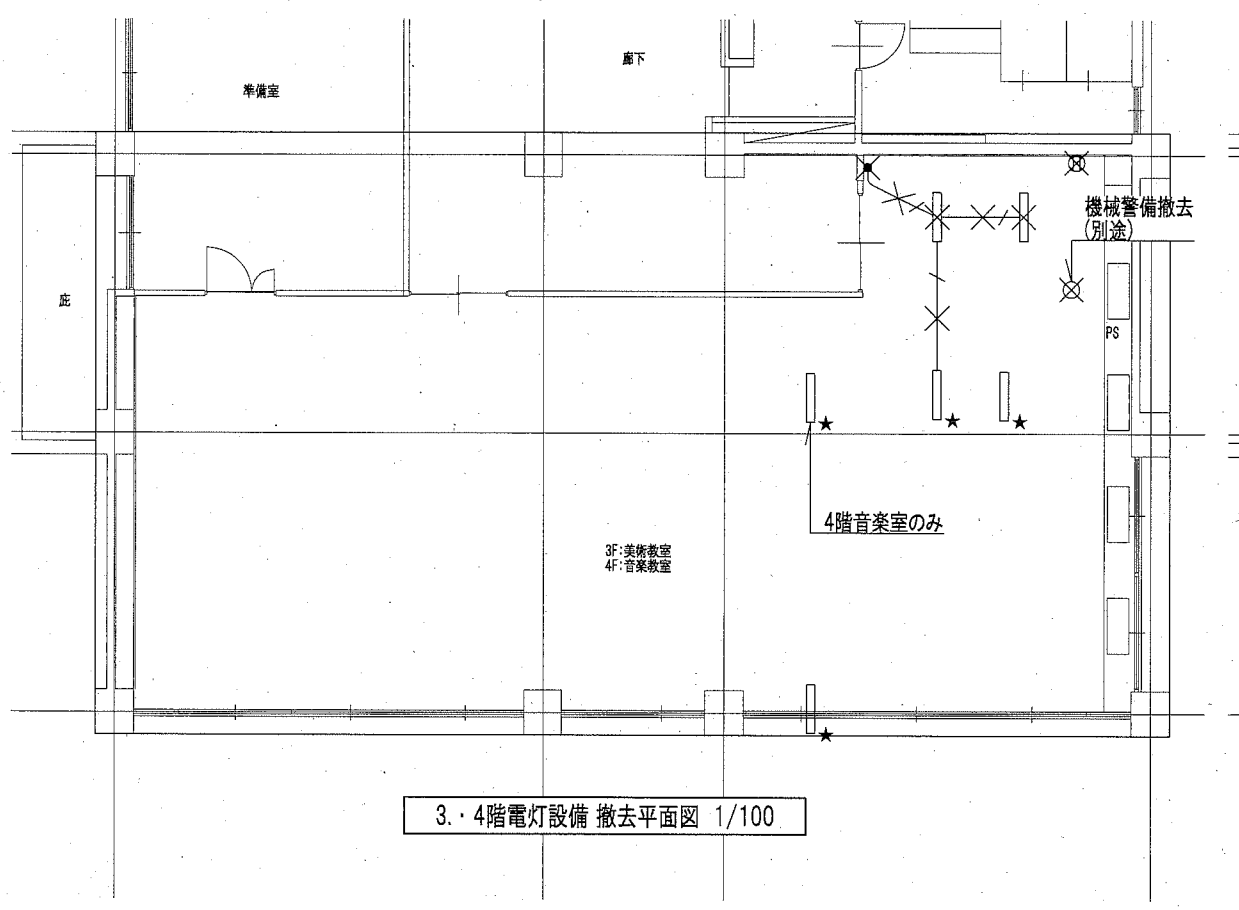 廊下
準備室
機械警備撤去
(別途)
庇
PS
★
★
★
4階音楽室のみ
3F:美術教室
4F:音楽教室
★
3.・4階電灯設備 撤去平面図 1/100